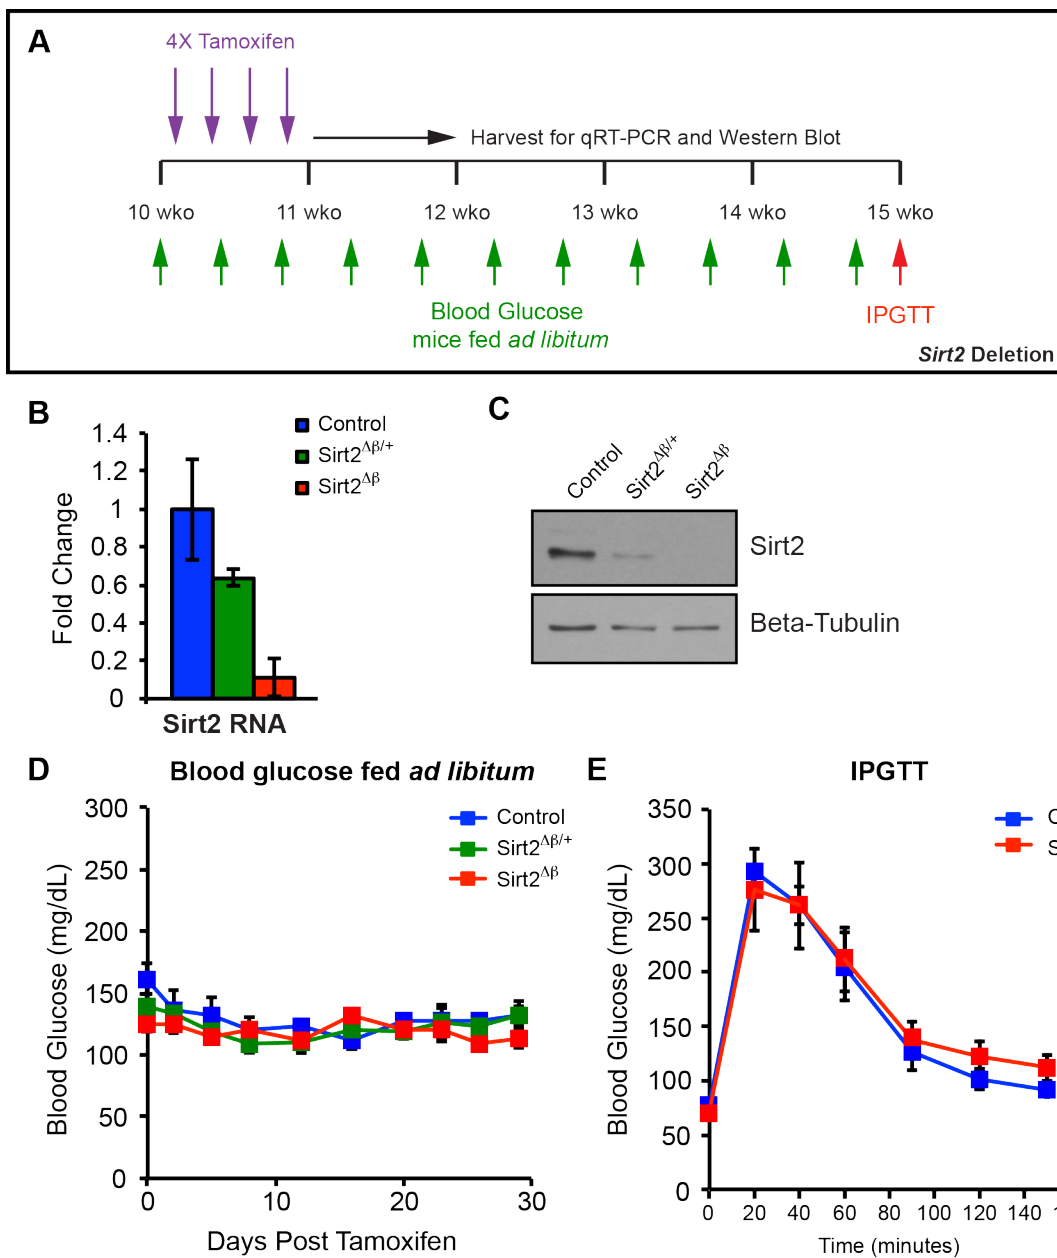 A
4X Tamoxifen
Harvest for qRT-PCR and Western Blot
10 wko 11 wko 12 wko 13 wko 14 wko 15 wko
Blood Glucose
mice fed ad libitum
IPGTT
Sirt2 Deletion
B
Control
Sirt2Δβ/+
Sirt2Δβ
1.4
1.2
1
0.8
0.6
0.4
0.2
0
Fold Change
Sirt2 RNA
C
Control Sirt2Δβ/+ Sirt2Δβ
Sirt2
Beta-Tubulin
D
Blood glucose fed ad libitum
Control
Sirt2Δβ/+
Sirt2Δβ
300
250
200
150
100
50
0
Blood Glucose (mg/dL)
0 10 20 30
Days Post Tamoxifen
E
IPGTT
C
S
350
300
250
200
150
100
50
0
Blood Glucose (mg/dL)
0 20 40 60 80 100 120 140
Time (minutes)